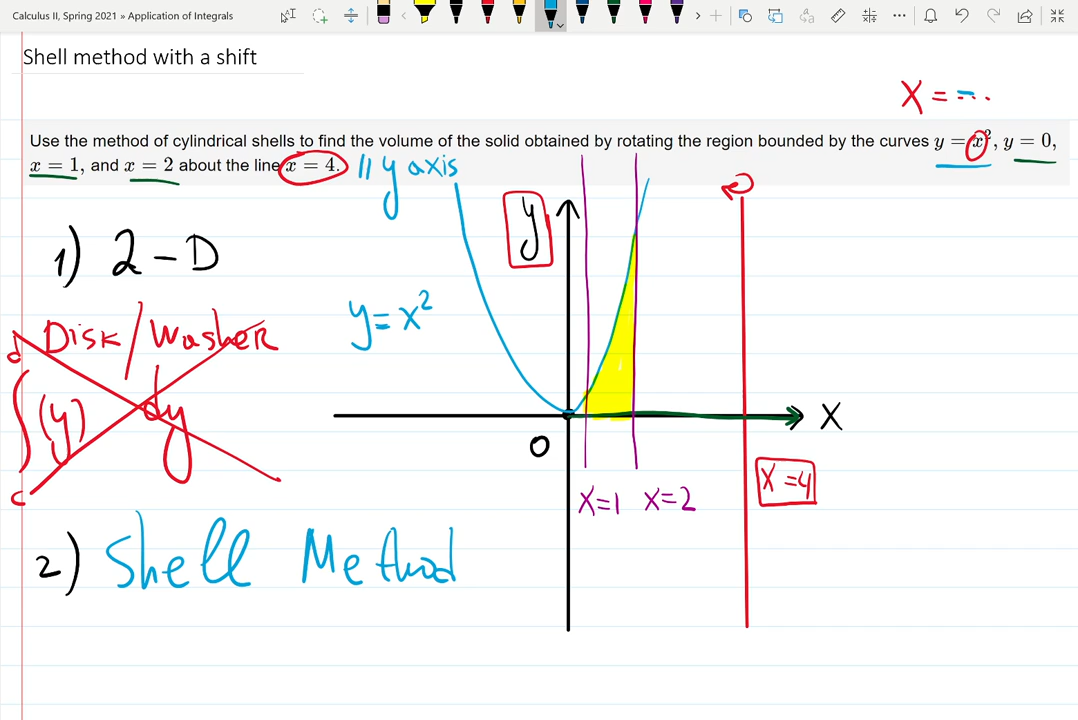 Calculus II, Spring 2021 » Application of Integrals
Shell method with a shift
X = ...
Use the method of cylindrical shells to find the volume of the solid obtained by rotating the region bounded by the curves y = x², y = 0,
x = 1, and x = 2 about the line x = 4. // y axis
y
1) 2-D
y = x²
Disk/Washer
d
∫ (y) dy
c
X
O
X=1 X=2
X=4
2) Shell Method